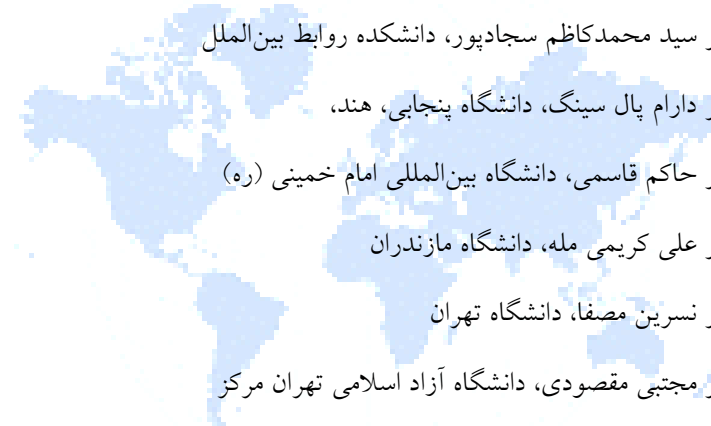 ر سید محمدکاظم سجادپور، دانشکده روابط بین‌الملل
ر دارام پال سینگ، دانشگاه پنجابی، هند،
ر حاکم قاسمی، دانشگاه بین‌المللی امام خمینی (ره)
ر علی کریمی مله، دانشگاه مازندران
ر نسرین مصفا، دانشگاه تهران
ر مجتبی مقصودی، دانشگاه آزاد اسلامی تهران مرکز